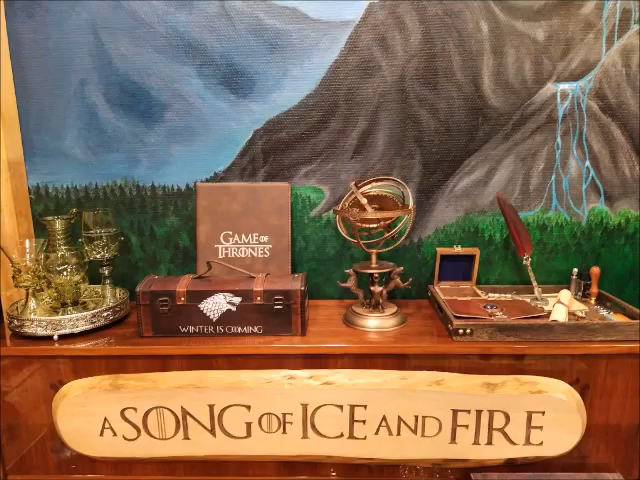 GAME OF
THRONES
WINTER IS COMING
A SONG OF ICE AND FIRE